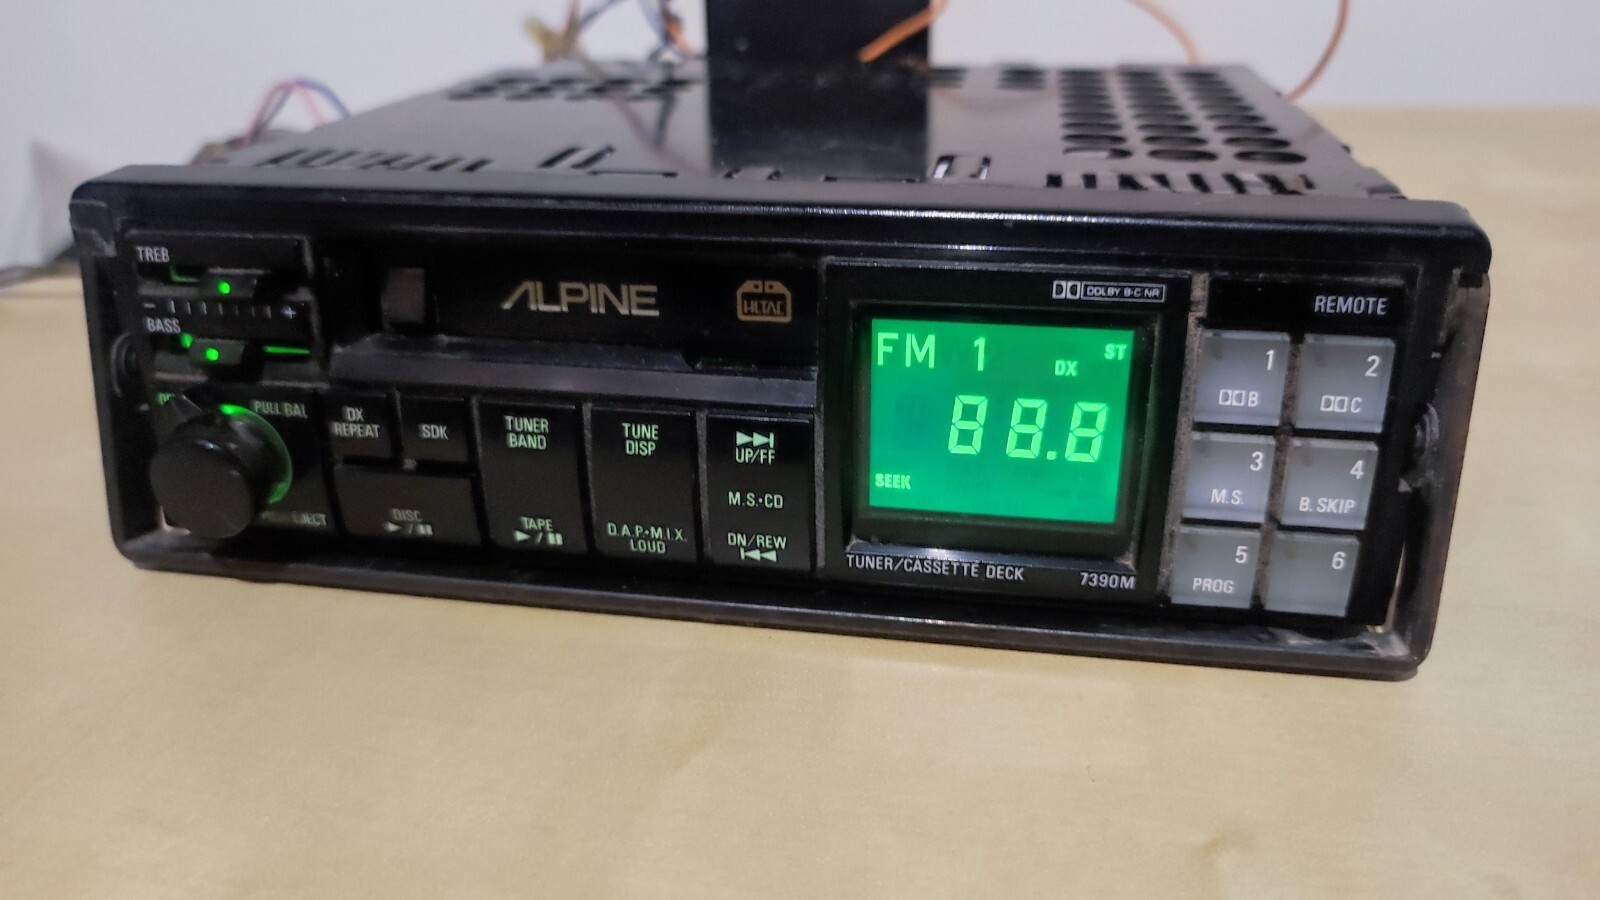 TREB
- +
BASS
PULL BAL
EJECT
DX
REPEAT
SDK
DISC
TUNER
BAND
TAPE
TUNE
DISP
D.A.P.•M.I.X.
LOUD
UP/FF
M.S.•CD
DN/REW
ALPINE
DOLBY B·C NR
FM 1
DX
ST
88.8
SEEK
TUNER/CASSETTE DECK
7390M
REMOTE
1
B
2
C
3
M.S.
4
B.SKIP
5
PROG
6